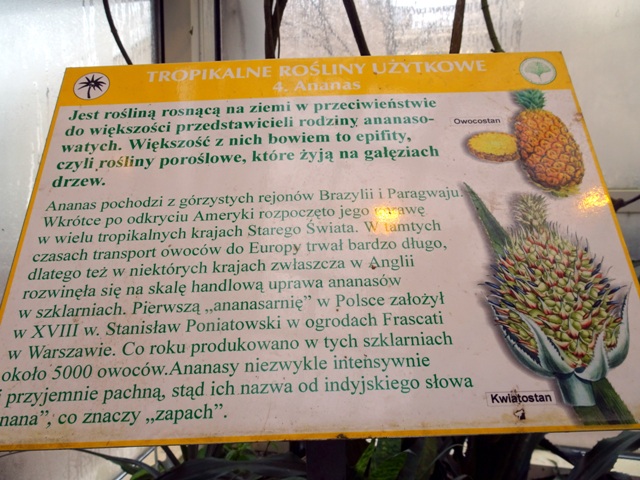 TROPIKALNE ROŚLINY UŻYTKOWE
4. Ananas
Jest rośliną rosnącą na ziemi w przeciwieństwie
do większości przedstawicieli rodziny ananaso-
watych. Większość z nich bowiem to epifity,
czyli rośliny poroślowe, które żyją na gałęziach
drzew.
Owocostan
Ananas pochodzi z górzystych rejonów Brazylii i Paragwaju.
Wkrótce po odkryciu Ameryki rozpoczęto jego uprawę
w wielu tropikalnych krajach Starego Świata. W tamtych
czasach transport owoców do Europy trwał bardzo długo,
dlatego też w niektórych krajach zwłaszcza w Anglii
rozwinęła się na skalę handlową uprawa ananasów
w szklarniach. Pierwszą „ananasarnię” w Polsce założył
w XVIII w. Stanisław Poniatowski w ogrodach Frascati
w Warszawie. Co roku produkowano w tych szklarniach
około 5000 owoców.Ananasy niezwykle intensywnie
i przyjemnie pachną, stąd ich nazwa od indyjskiego słowa
nana”, co znaczy „zapach”.
Kwiatostan